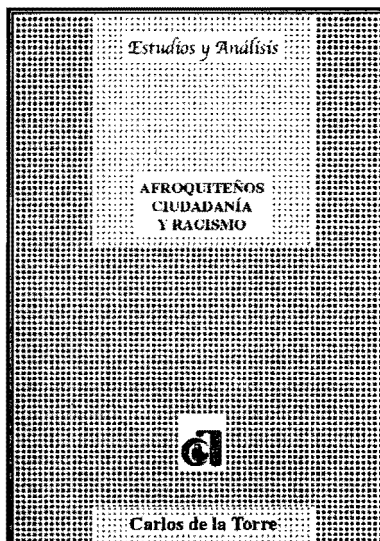 Estudios y Análisis
AFROQUITEÑOS
CIUDADANÍA
Y RACISMO
Carlos de la Torre